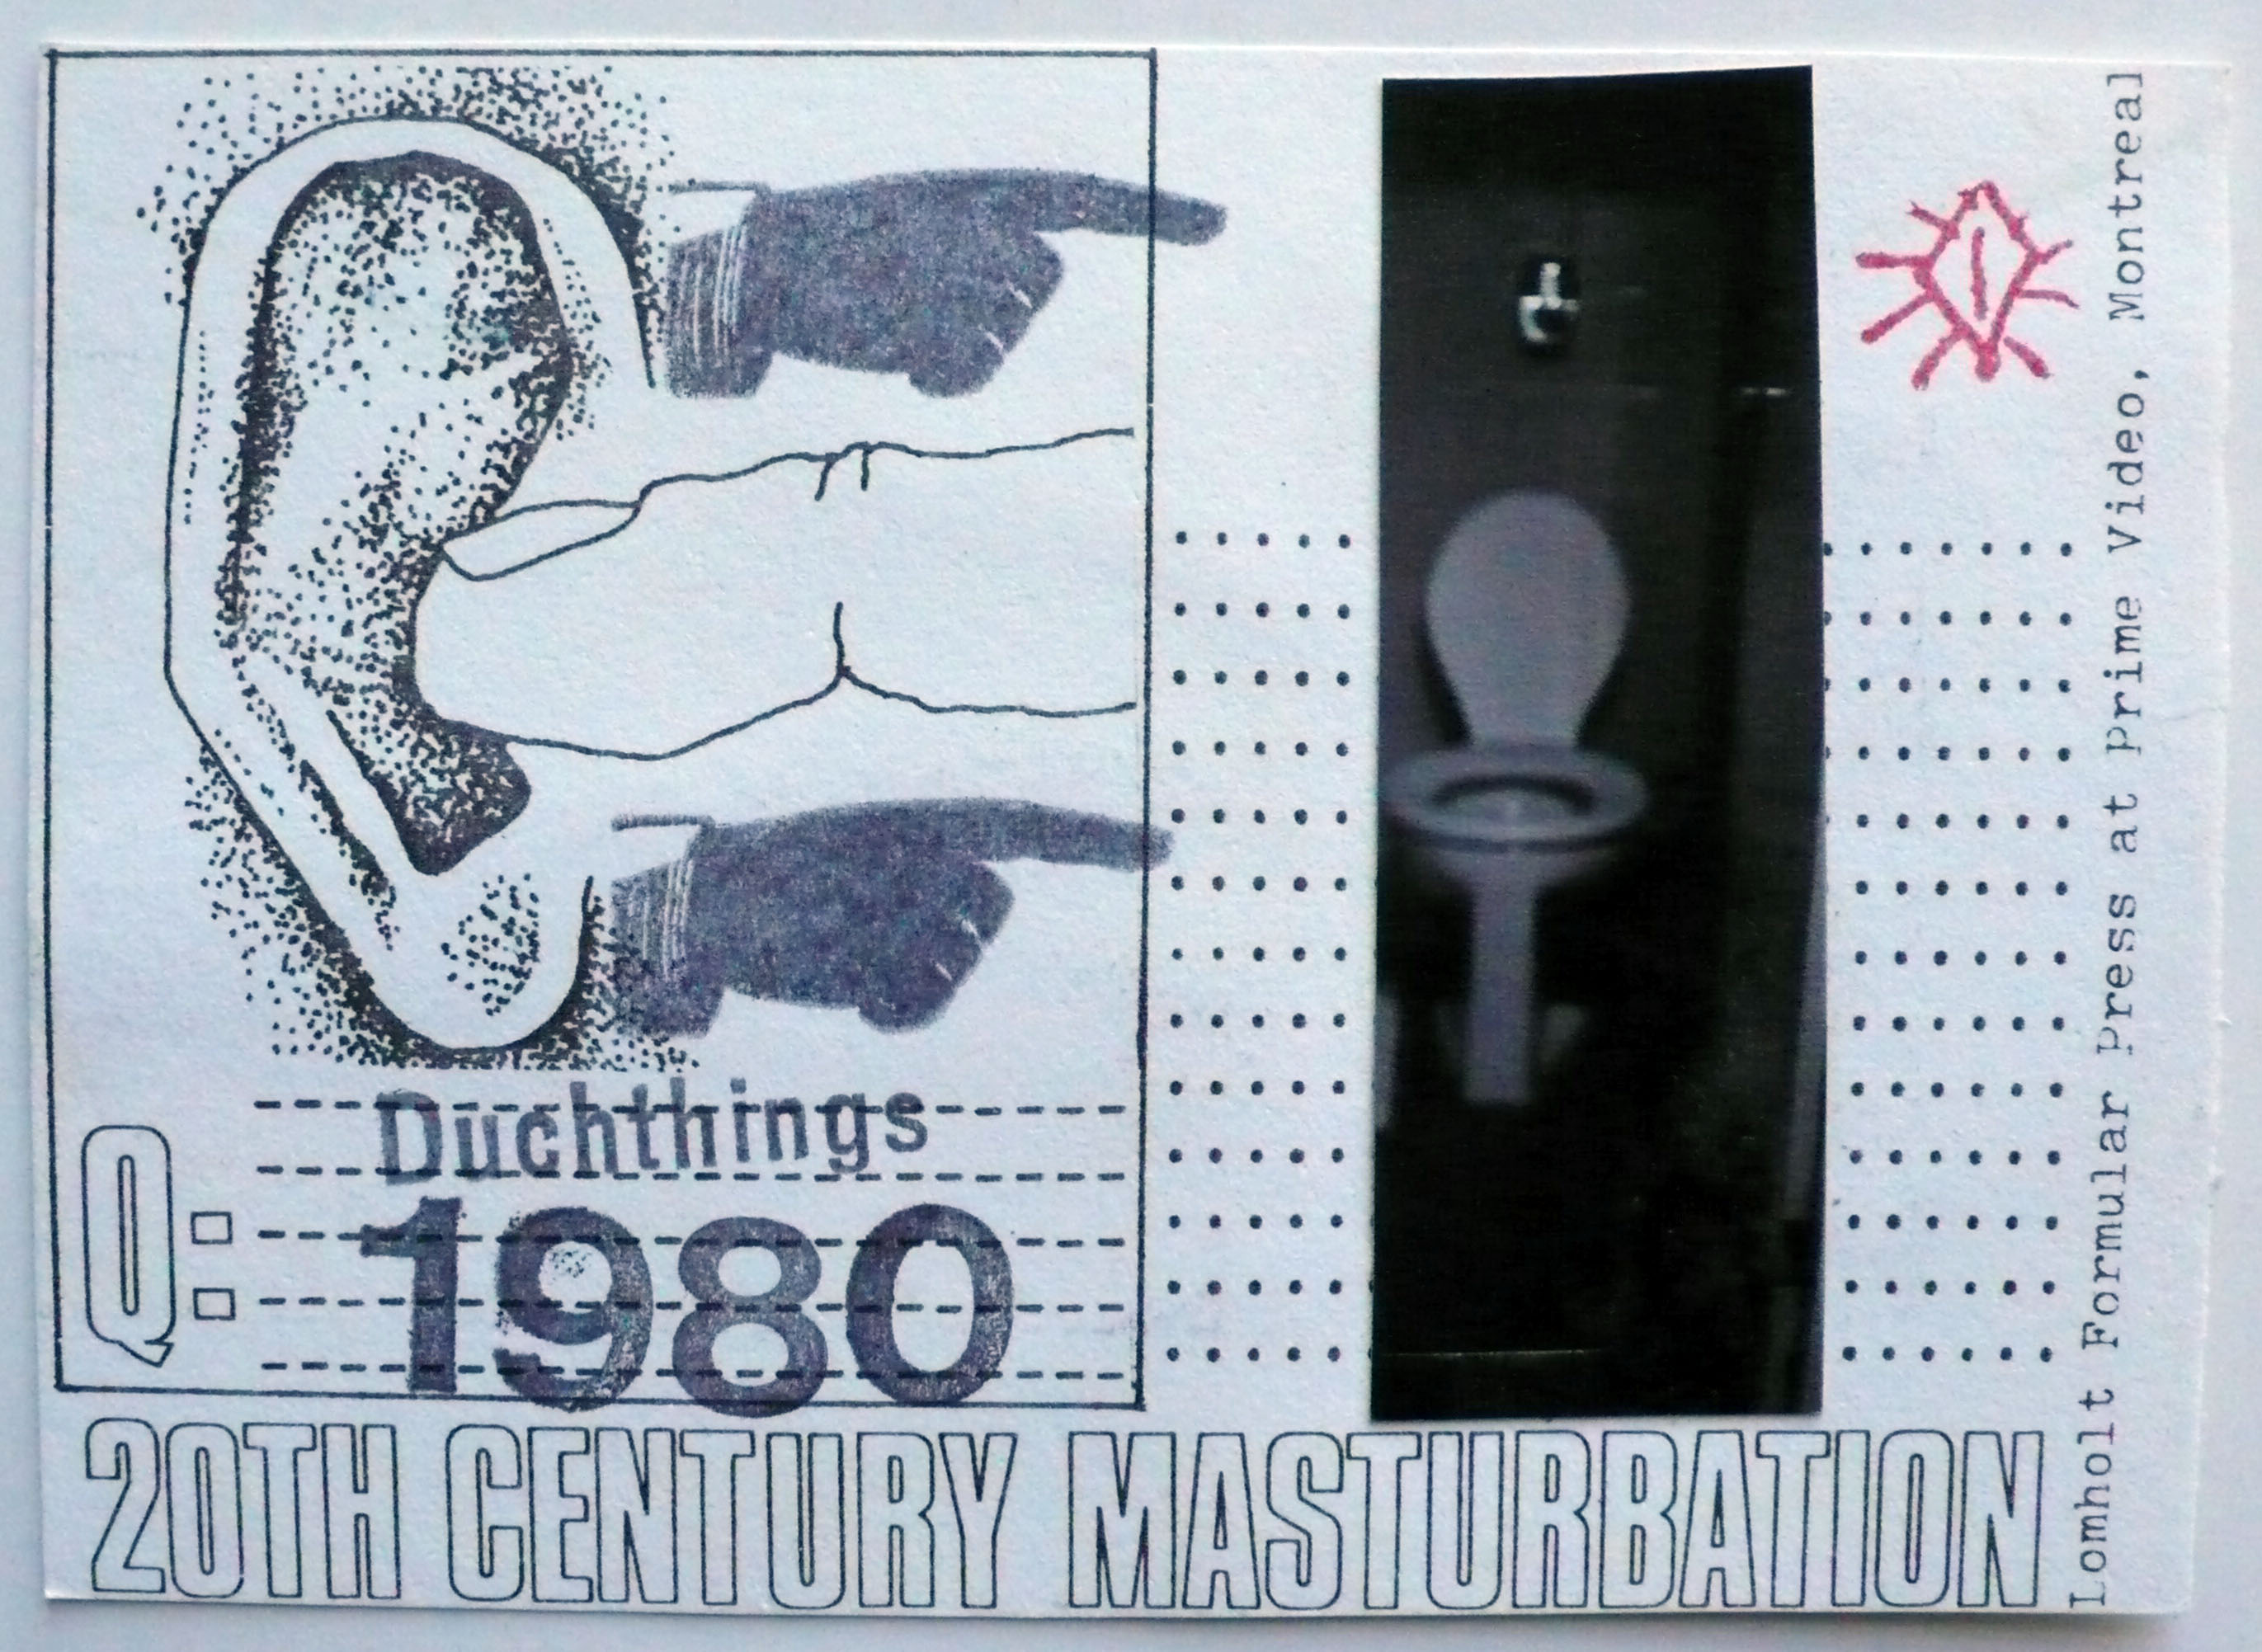 Duchthings
Q:
1980
20TH CENTURY MASTURBATION
Lomholt Formular Press at Prime Video, Montreal